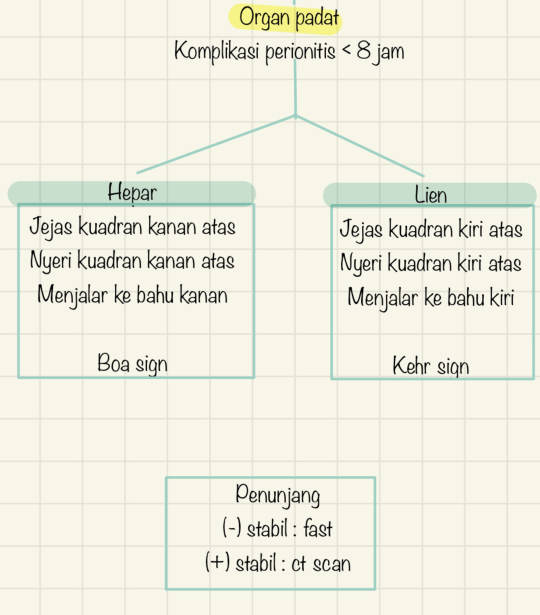 Organ padat
Komplikasi perionitis < 8 jam
Hepar
Jejas kuadran kanan atas
Nyeri kuadran kanan atas
Menjalar ke bahu kanan
Boa sign
Lien
Jejas kuadran kiri atas
Nyeri kuadran kiri atas
Menjalar ke bahu kiri
Kehr sign
Penunjang
(-) stabil : fast
(+) stabil : ct scan